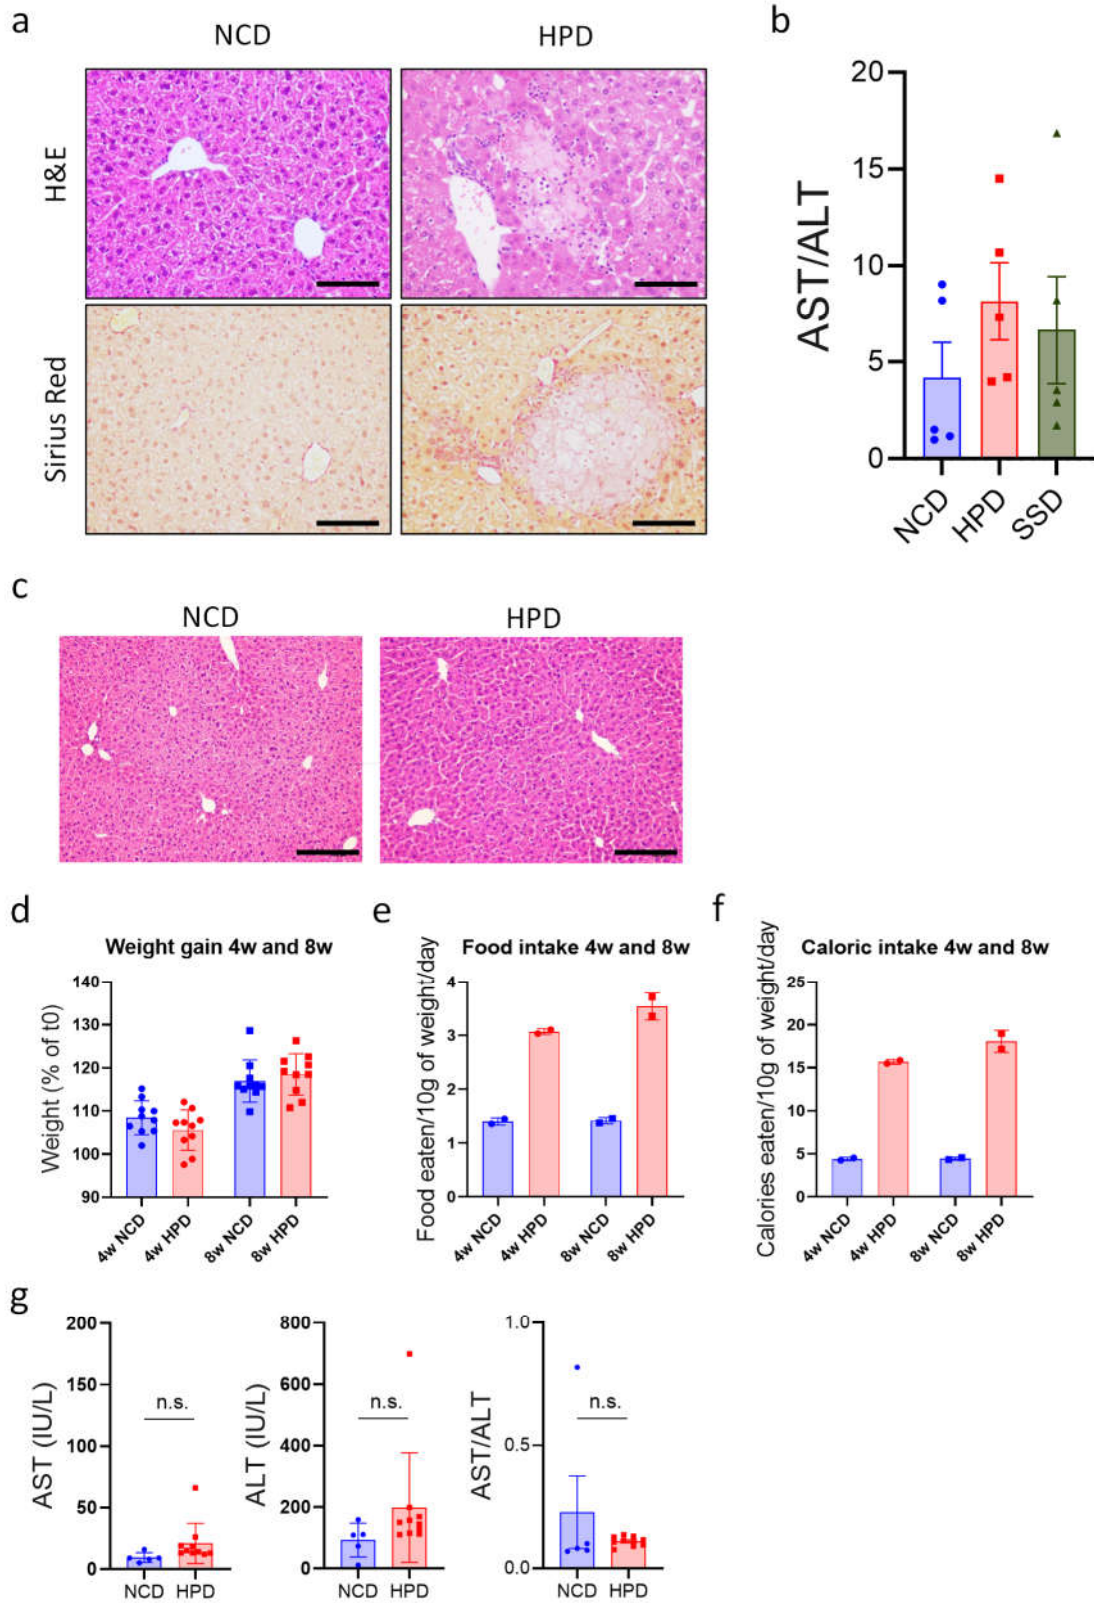 a
NCD
HPD
H&E
Sirius Red
b
AST/ALT
20
15
10
5
0
NCD
HPD
SSD
c
NCD
HPD
d
Weight gain 4w and 8w
Weight (% of t0)
140
130
120
110
100
90
4w NCD
4w HPD
8w NCD
8w HPD
e
Food intake 4w and 8w
Food eaten/10g of weight/day
4
3
2
1
0
4w NCD
4w HPD
8w NCD
8w HPD
f
Caloric intake 4w and 8w
Calories eaten/10g of weight/day
25
20
15
10
5
0
4w NCD
4w HPD
8w NCD
8w HPD
g
AST (IU/L)
200
150
100
50
0
n.s.
NCD
HPD
ALT (IU/L)
800
600
400
200
0
n.s.
NCD
HPD
AST/ALT
1.0
0.5
0.0
n.s.
NCD
HPD